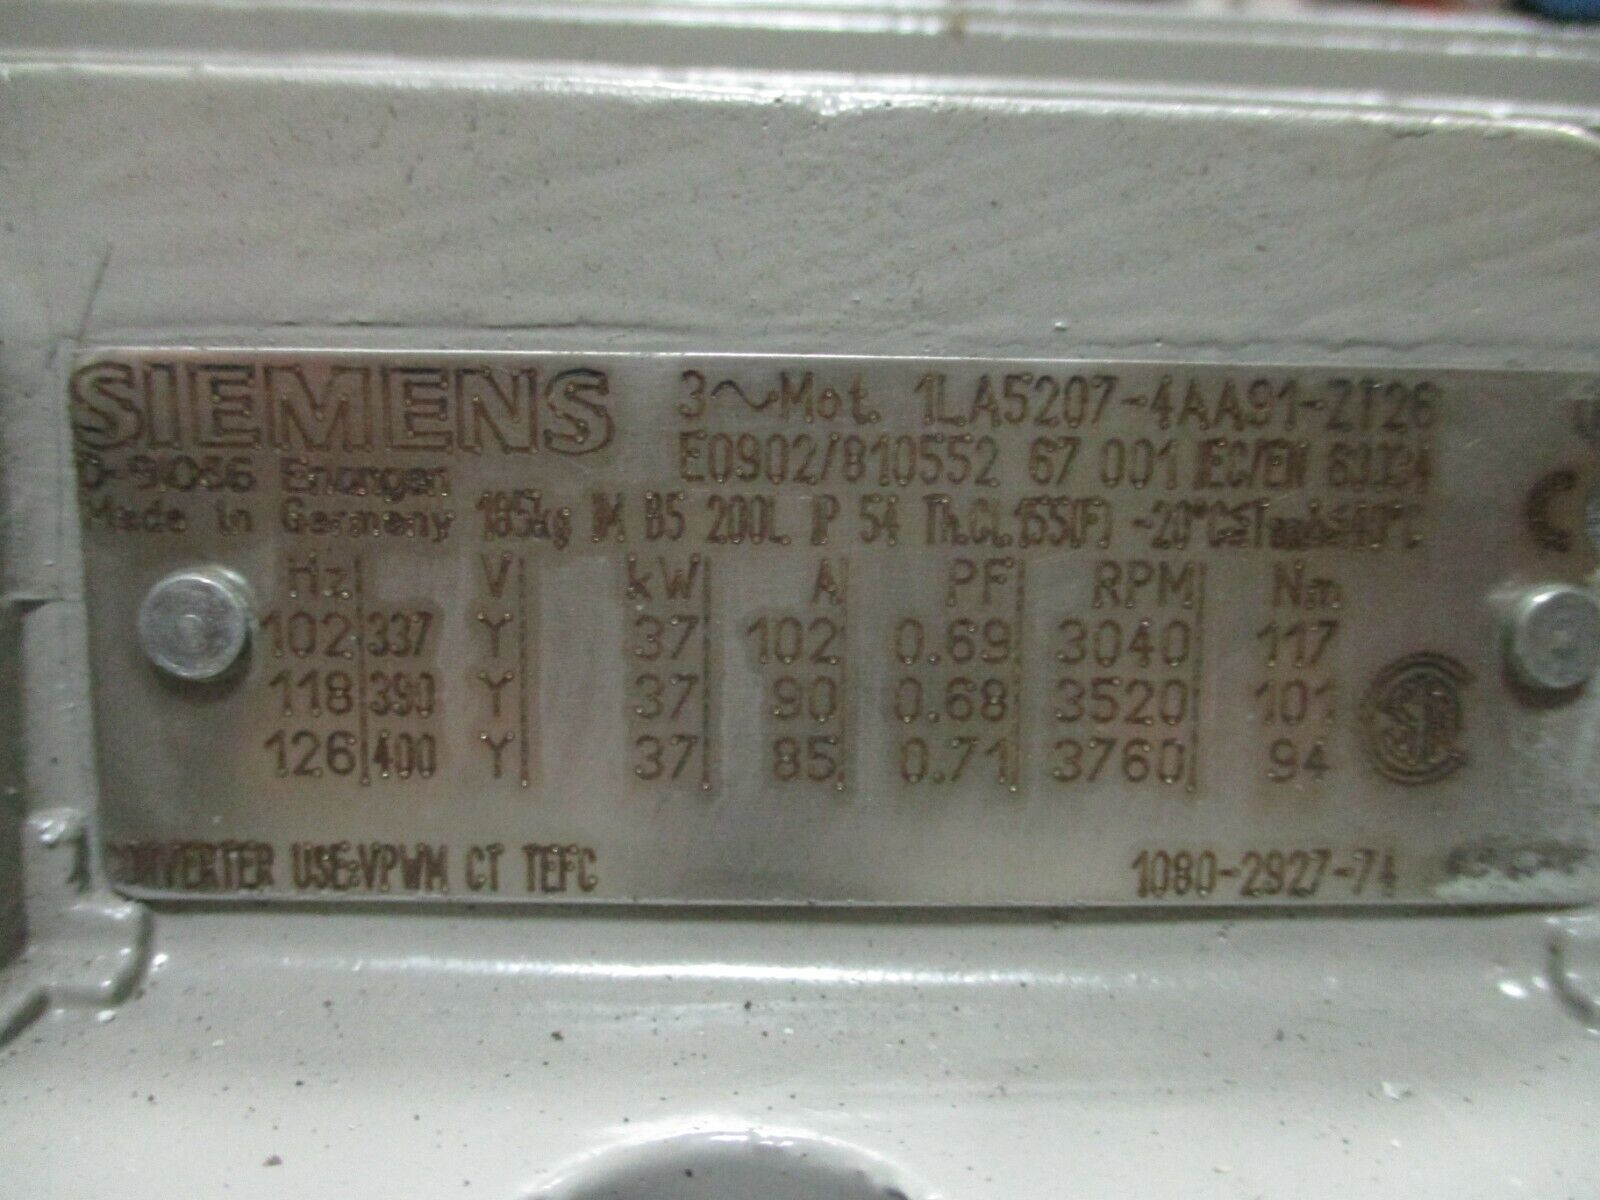 SIEMENS 3~Mot. 1LA5207-4AA91-ZT26
D-91056 Erlangen E0902/810552 67 001 IEC/EN 60034
Made in Germany 185kg IM B5 200L IP 54 Th.Cl.155(F) -20°C≤Tamb≤40°C
Hz V kW A PF RPM Nm
102 337 Y 37 102 0.69 3040 117
118 390 Y 37 90 0.68 3520 101
126 400 Y 37 85 0.71 3760 94
CONVERTER USE:VPWM CT TEFC 1080-2927-74